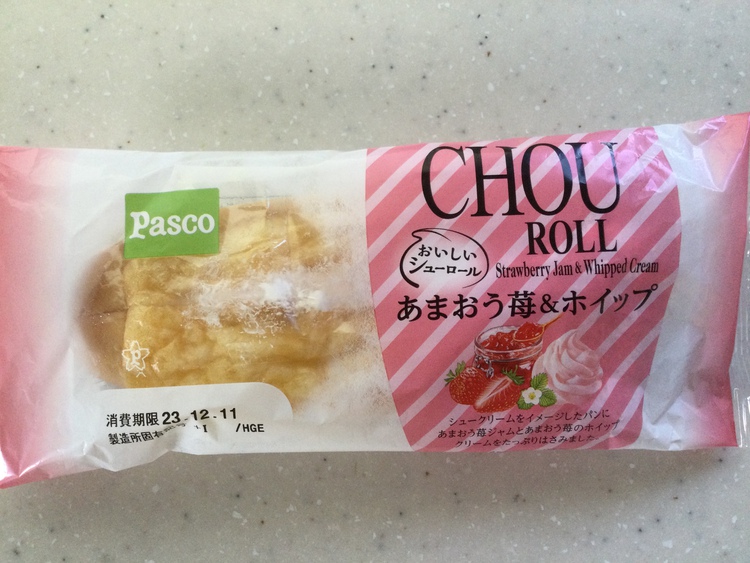 Pasco
CHOU
ROLL
おいしい
シューロール
Strawberry Jam & Whipped Cream
あまおう苺&ホイップ
シュークリームをイメージしたパンに
あまおう苺ジャムとあまおう苺のホイップ
クリームをたっぷりはさみました
消費期限 23.12.11
製造所固 /HGE